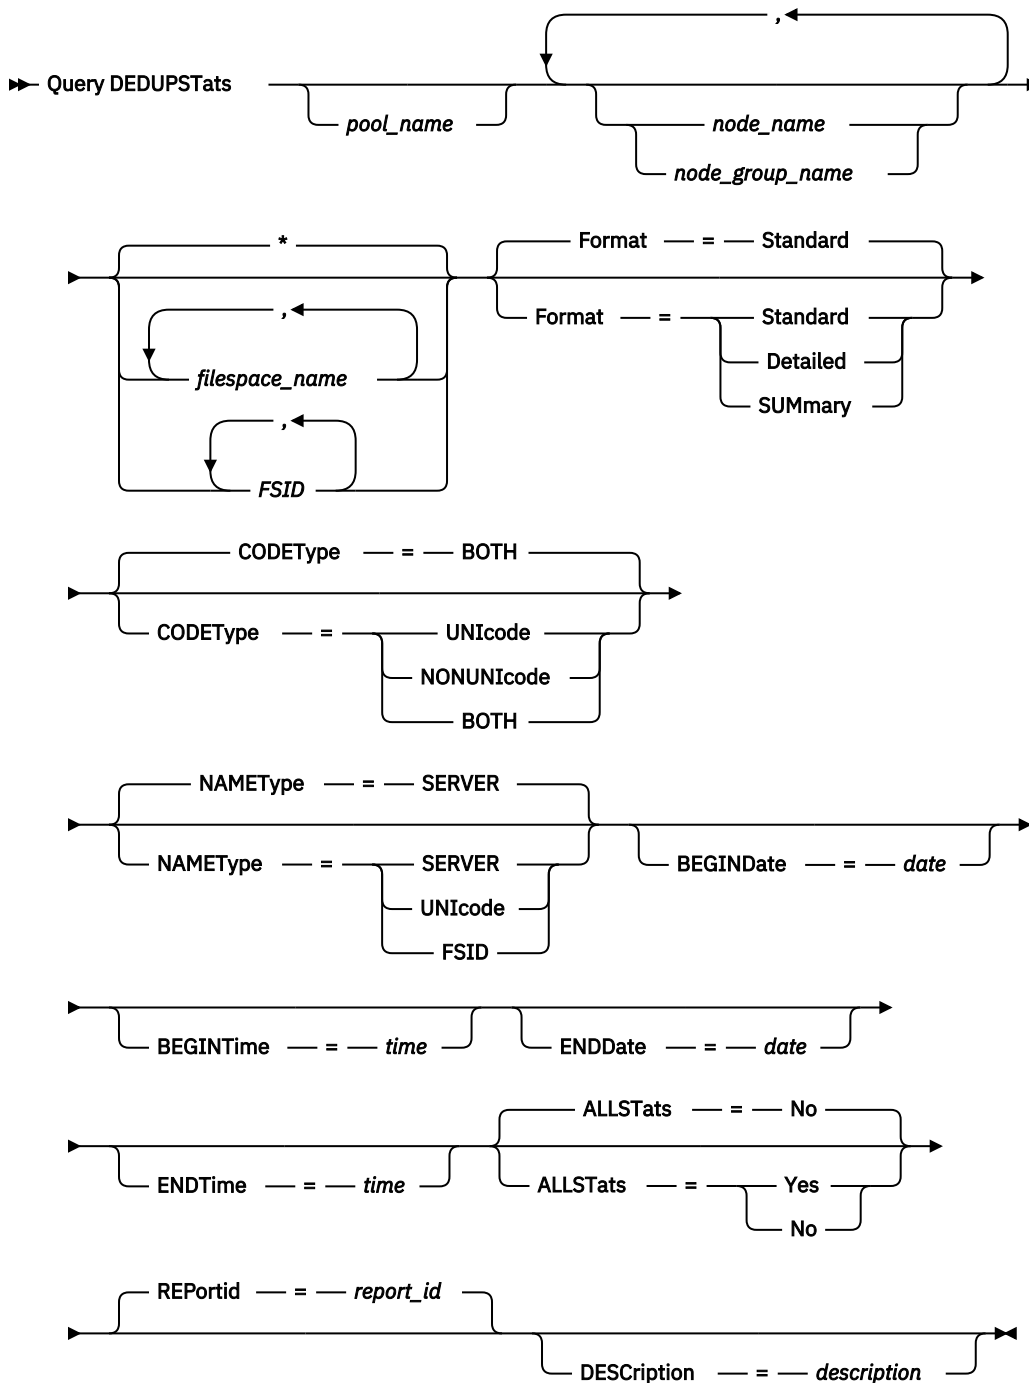 ,
Query DEDUPSTats
pool_name
node_name
node_group_name
*
Format = Standard
,
Format = Standard
filespace_name
Detailed
SUMmary
,
FSID
CODEType = BOTH
CODEType = UNIcode
NONUNIcode
BOTH
NAMEType = SERVER
NAMEType = SERVER
BEGINDate = date
UNIcode
FSID
BEGINTime = time
ENDDate = date
ALLSTats = No
ENDTime = time
ALLSTats = Yes
No
REPortid = report_id
DESCription = description